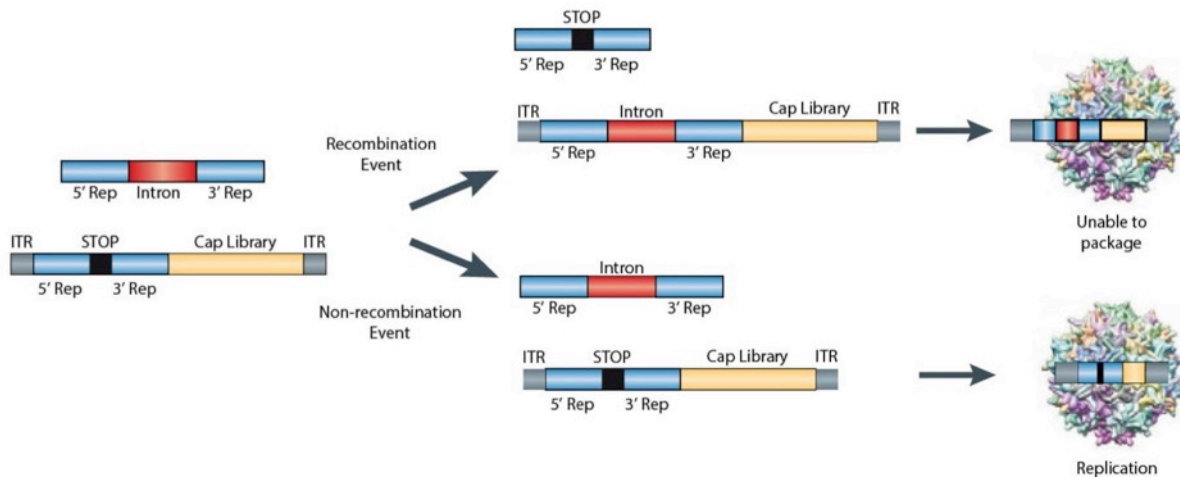 STOP
5' Rep 3' Rep
ITR Intron Cap Library ITR
5' Rep 3' Rep
Recombination
Event
5' Rep Intron 3' Rep
ITR STOP Cap Library ITR
5' Rep 3' Rep
Non-recombination
Event
Intron
5' Rep 3' Rep
ITR STOP Cap Library ITR
5' Rep 3' Rep
Unable to
package
Replication